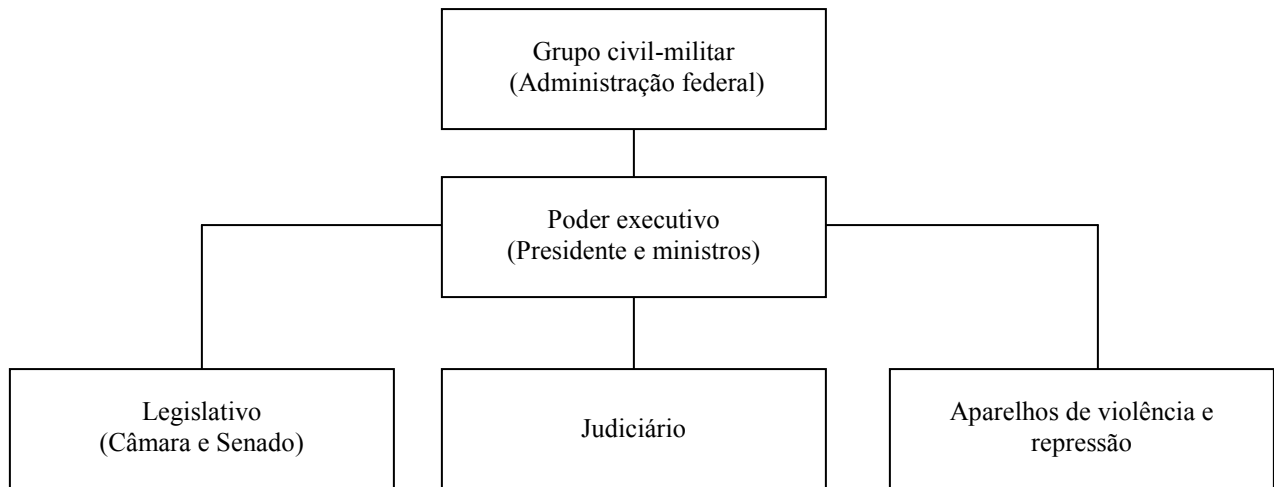 Grupo civil-militar
(Administração federal)
Poder executivo
(Presidente e ministros)
Legislativo
(Câmara e Senado)
Judiciário
Aparelhos de violência e
repressão